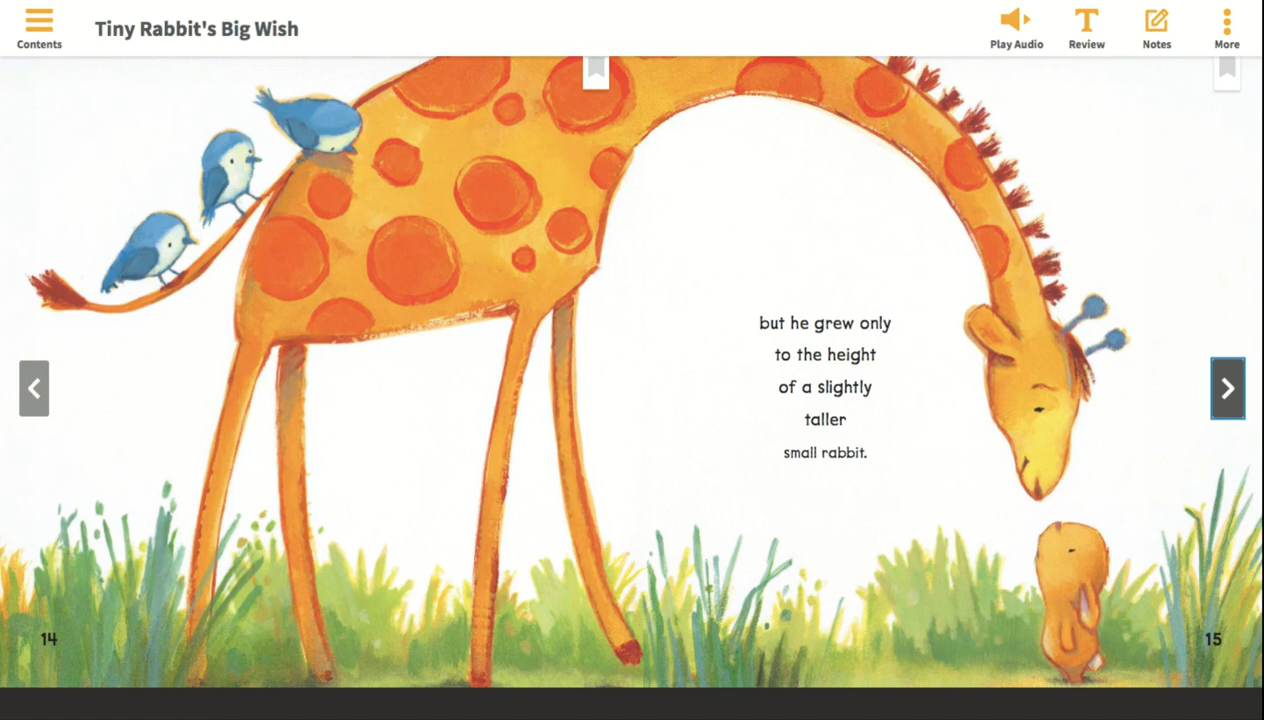 Contents
Tiny Rabbit's Big Wish
Play Audio
Review
Notes
More
but he grew only
to the height
of a slightly
taller
small rabbit.
14
15